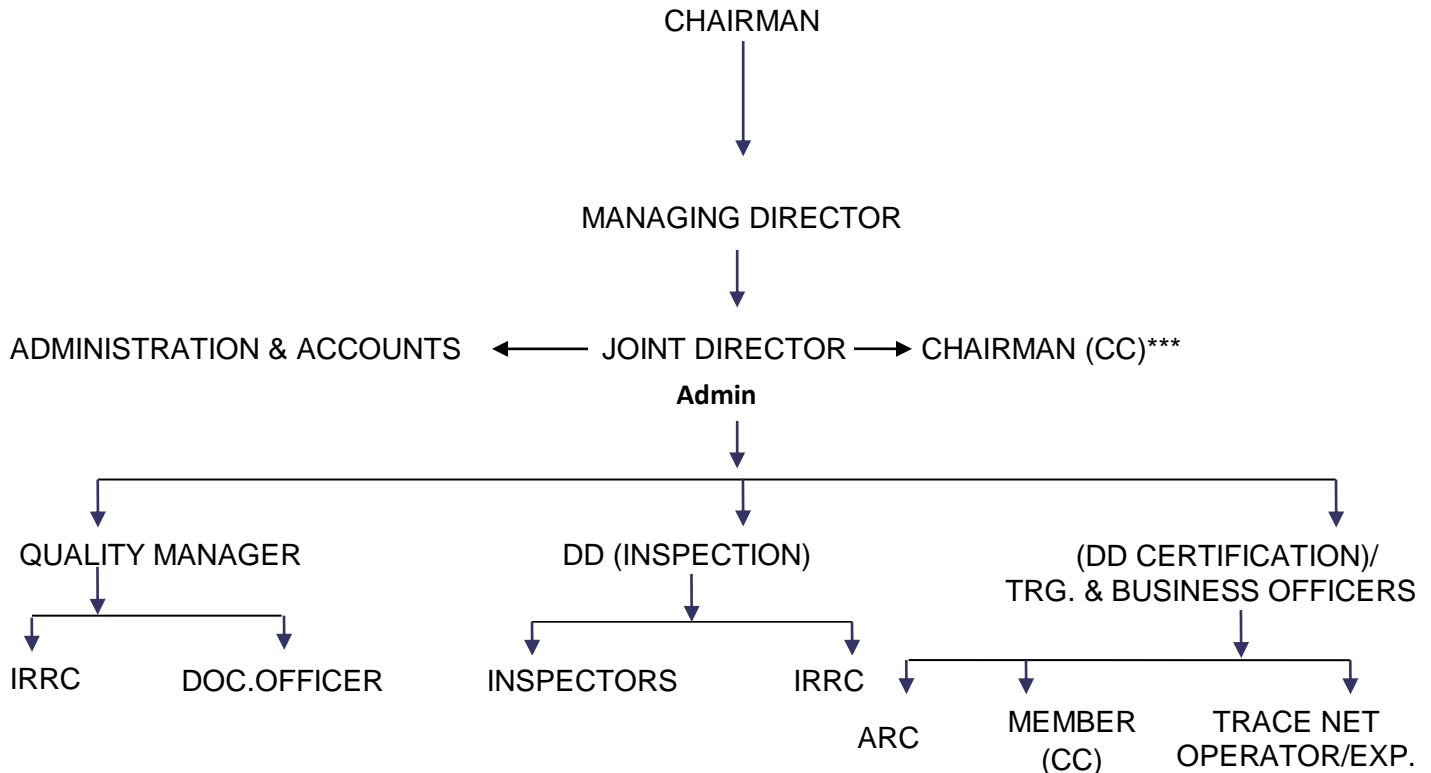 CHAIRMAN
MANAGING DIRECTOR
ADMINISTRATION & ACCOUNTS JOINT DIRECTOR CHAIRMAN (CC)***
Admin
QUALITY MANAGER DD (INSPECTION) (DD CERTIFICATION)/
TRG. & BUSINESS OFFICERS
IRRC DOC.OFFICER INSPECTORS IRRC
ARC MEMBER TRACE NET
(CC) OPERATOR/EXP.